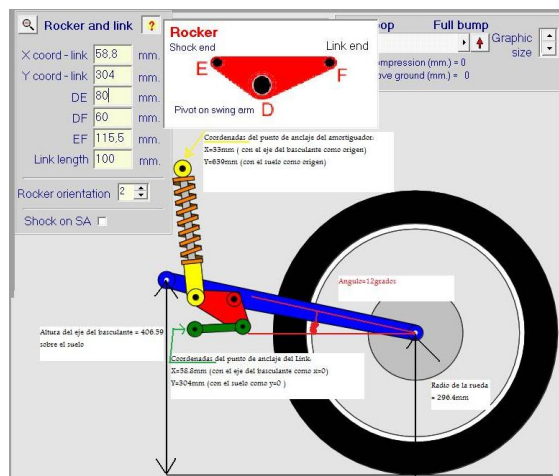 Rocker and link ?
X coord - link 58,8 mm.
Y coord - link 304 mm.
DE 80 mm.
DF 60 mm.
EF 115,5 mm.
Link length 100 mm.
Rocker orientation 2
Shock on SA
Rocker
Shock end
Link end
E
F
D
Pivot on swing arm
oop Full bump
Graphic
size
ompression (mm.) = 0
ove ground (mm.) = 0
Coordenadas del punto de anclaje del amortiguador:
X=33mm ( con el eje del basculante como origen)
Y=639mm (con el suelo como origen)
Angulo=12grados
Altura del eje del basculante = 406.59
sobre el suelo
Coordenadas del punto de anclaje del Link:
X=58.8mm (con el eje del basculante como x=0)
Y=304mm (con el suelo como y=0 )
Radio de la rueda
= 296.4mm